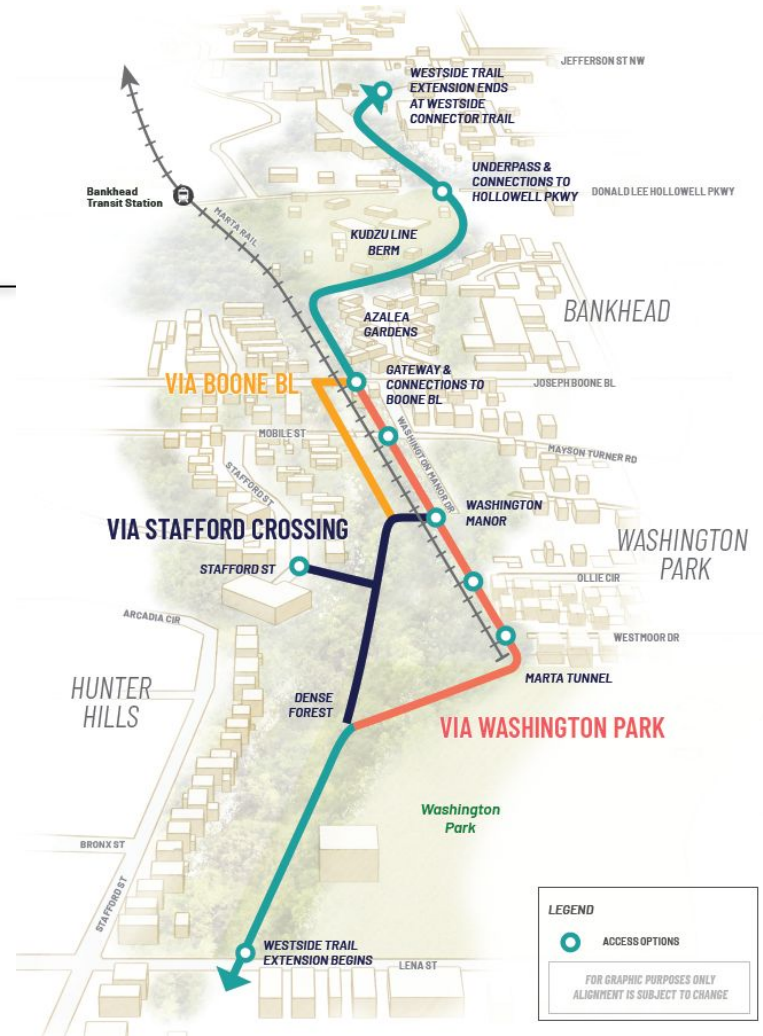 JEFFERSON ST NW
WESTSIDE TRAIL
EXTENSION ENDS
AT WESTSIDE
CONNECTOR TRAIL
UNDERPASS &
CONNECTIONS TO
HOLLOWELL PKWY
DONALD LEE HOLLOWELL PKWY
Bankhead
Transit Station
MARTA RAIL
KUDZU LINE
BERM
BANKHEAD
AZALEA
GARDENS
GATEWAY &
CONNECTIONS TO
BOONE BL
VIA BOONE BL
JOSEPH BOONE BL
MOBILE ST
WASHINGTON MANOR DR
MAYSON TURNER RD
STAFFORD ST
WASHINGTON
MANOR
VIA STAFFORD CROSSING
WASHINGTON
PARK
STAFFORD ST
OLLIE CIR
ARCADIA CIR
WESTMOOR DR
MARTA TUNNEL
HUNTER
HILLS
DENSE
FOREST
VIA WASHINGTON PARK
Washington
Park
BRONX ST
STAFFORD ST
WESTSIDE TRAIL
EXTENSION BEGINS
LENA ST
LEGEND
ACCESS OPTIONS
FOR GRAPHIC PURPOSES ONLY
ALIGNMENT IS SUBJECT TO CHANGE